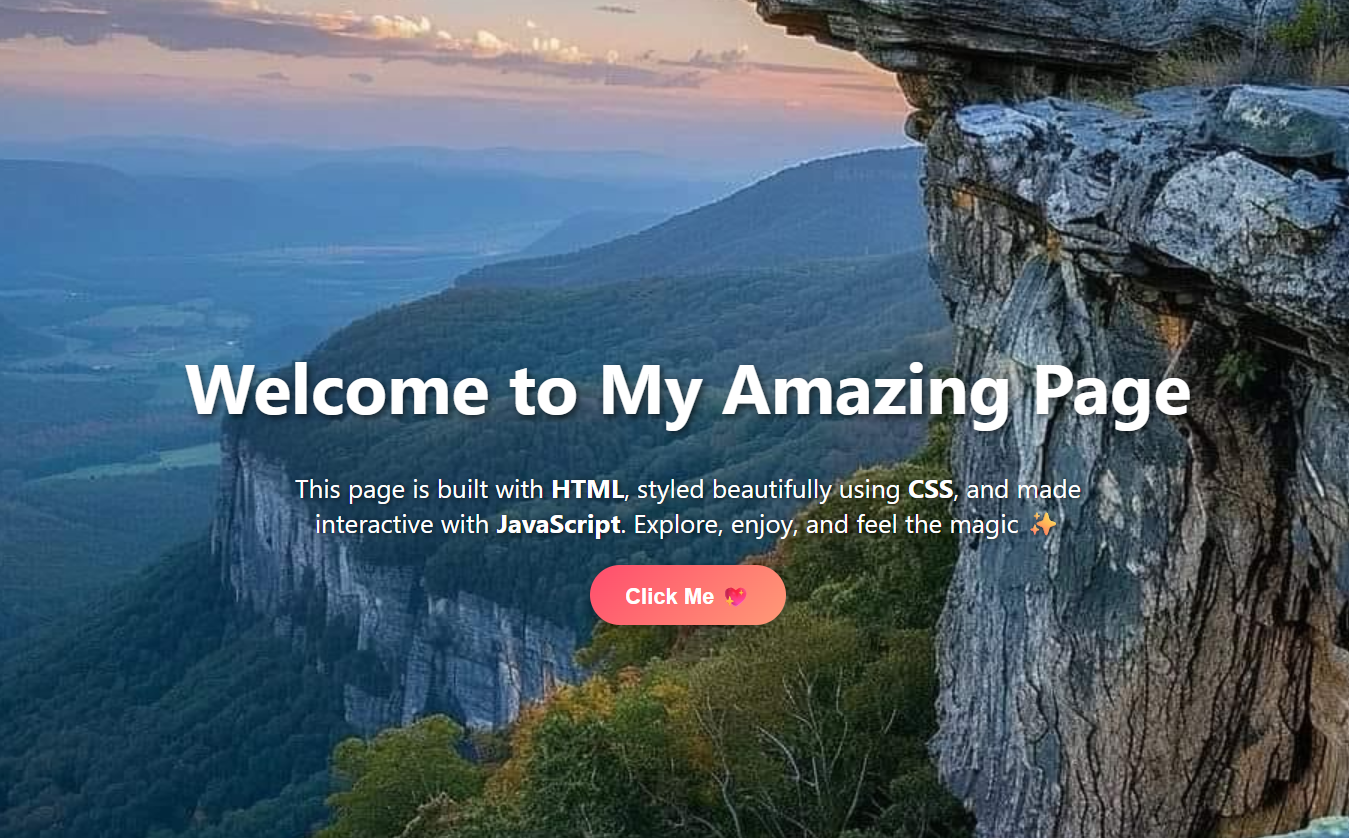 Welcome to My Amazing Page
This page is built with HTML, styled beautifully using CSS, and made
interactive with JavaScript. Explore, enjoy, and feel the magic ✨
Click Me 💖